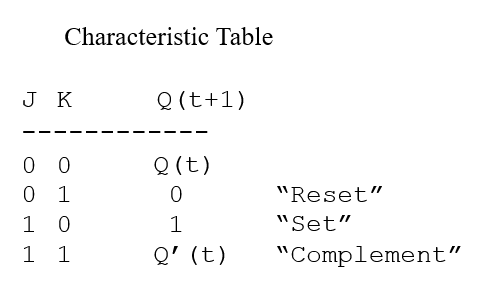 Characteristic Table
J K Q(t+1)
------------
0 0 Q(t)
0 1 0 “Reset”
1 0 1 “Set”
1 1 Q’(t) “Complement”